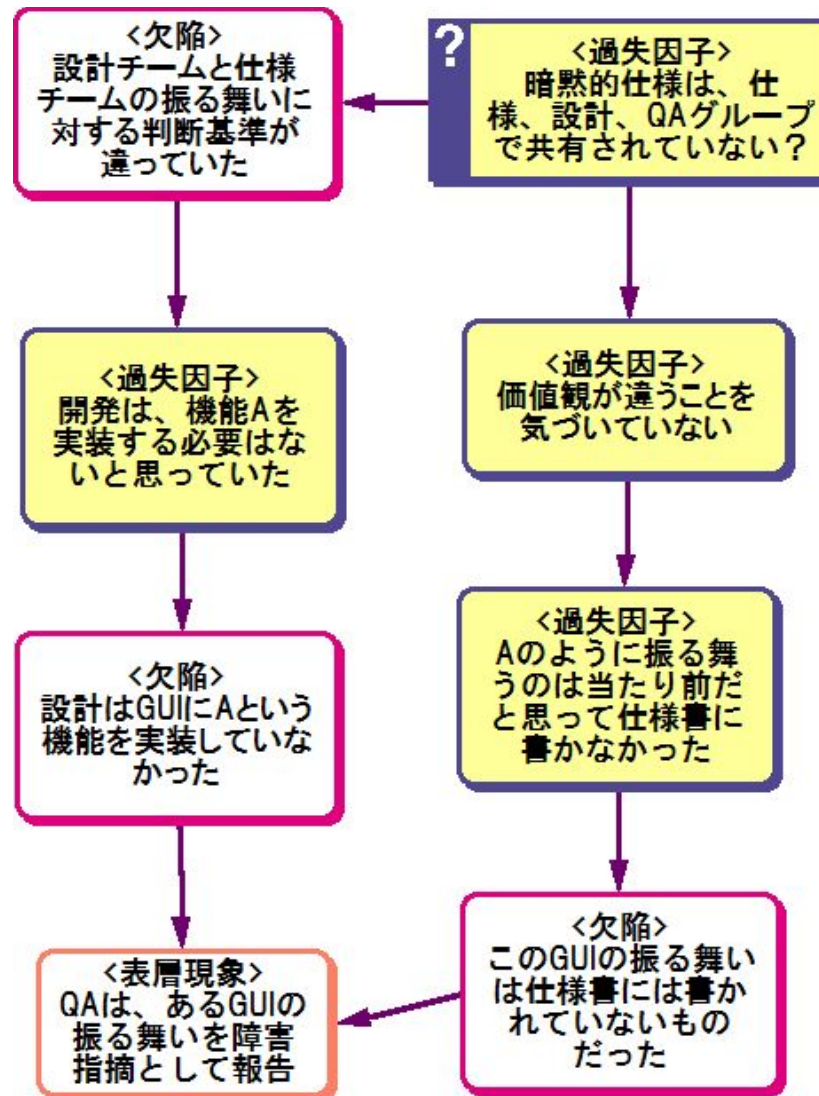 <欠陥>
設計チームと仕様
チームの振る舞いに
対する判断基準が
違っていた
?
<過失因子>
暗黙的仕様は、仕
様、設計、QAグループ
で共有されていない？
<過失因子>
開発は、機能Aを
実装する必要はな
いと思っていた
<過失因子>
価値観が違うことを
気づいていない
<欠陥>
設計はGUIにAという
機能を実装していな
かった
<過失因子>
Aのように振る舞
うのは当たり前だ
と思って仕様書に
書かなかった
<表層現象>
QAは、あるGUIの
振る舞いを障害
指摘として報告
<欠陥>
このGUIの振る舞い
は仕様書には書か
れていないもの
だった